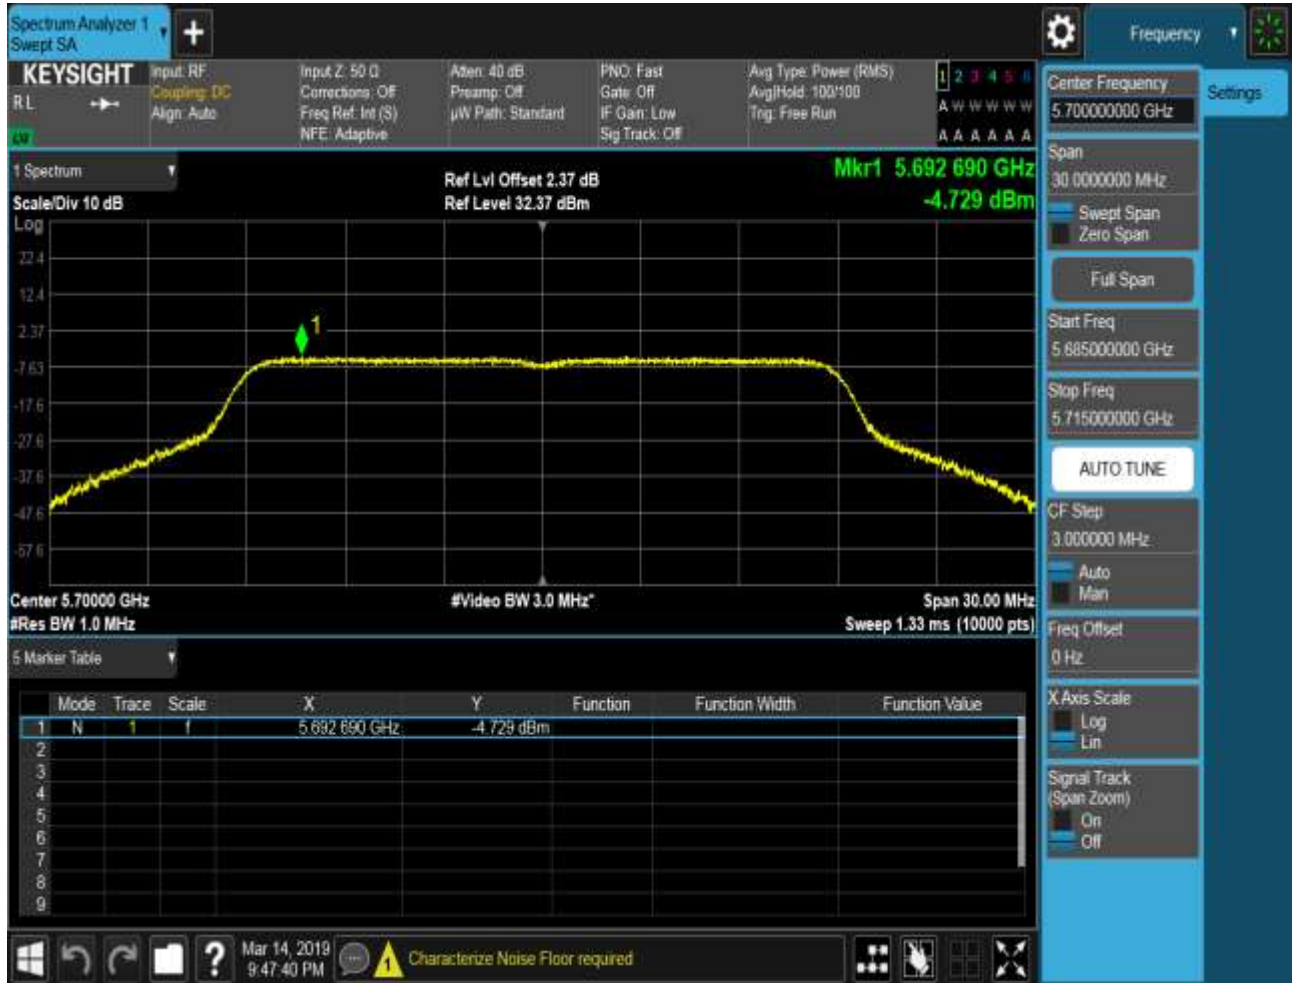 Spectrum Analyzer 1
Swept SA
Frequency
KEYSIGHT
R L
LXI
Input: RF
Coupling: DC
Align: Auto
Input Z: 50 Ω
Corrections: Off
Freq Ref: Int (S)
NFE: Adaptive
Atten: 40 dB
Preamp: Off
µW Path: Standard
PNO: Fast
Gate: Off
IF Gain: Low
Sig Track: Off
Avg Type: Power (RMS)
Avg|Hold: 100/100
Trig: Free Run
1 2 3 4 5 6
A W W W W W
A A A A A A
1 Spectrum
Scale/Div 10 dB
Ref Lvl Offset 2.37 dB
Ref Level 32.37 dBm
Mkr1 5.692 690 GHz
-4.729 dBm
Log
22.4
12.4
2.37
-7.63
-17.6
-27.6
-37.6
-47.6
-57.6
1
Center 5.70000 GHz
#Video BW 3.0 MHz*
Span 30.00 MHz
#Res BW 1.0 MHz
Sweep 1.33 ms (10000 pts)
5 Marker Table
Mode Trace Scale X Y Function Function Width Function Value
1 N 1 f 5.692 690 GHz -4.729 dBm
2
3
4
5
6
7
8
9
Mar 14, 2019
9:47:40 PM
1
Characterize Noise Floor required
Center Frequency
5.700000000 GHz
Settings
Span
30.0000000 MHz
Swept Span
Zero Span
Full Span
Start Freq
5.685000000 GHz
Stop Freq
5.715000000 GHz
AUTO TUNE
CF Step
3.000000 MHz
Auto
Man
Freq Offset
0 Hz
X Axis Scale
Log
Lin
Signal Track
(Span Zoom)
On
Off